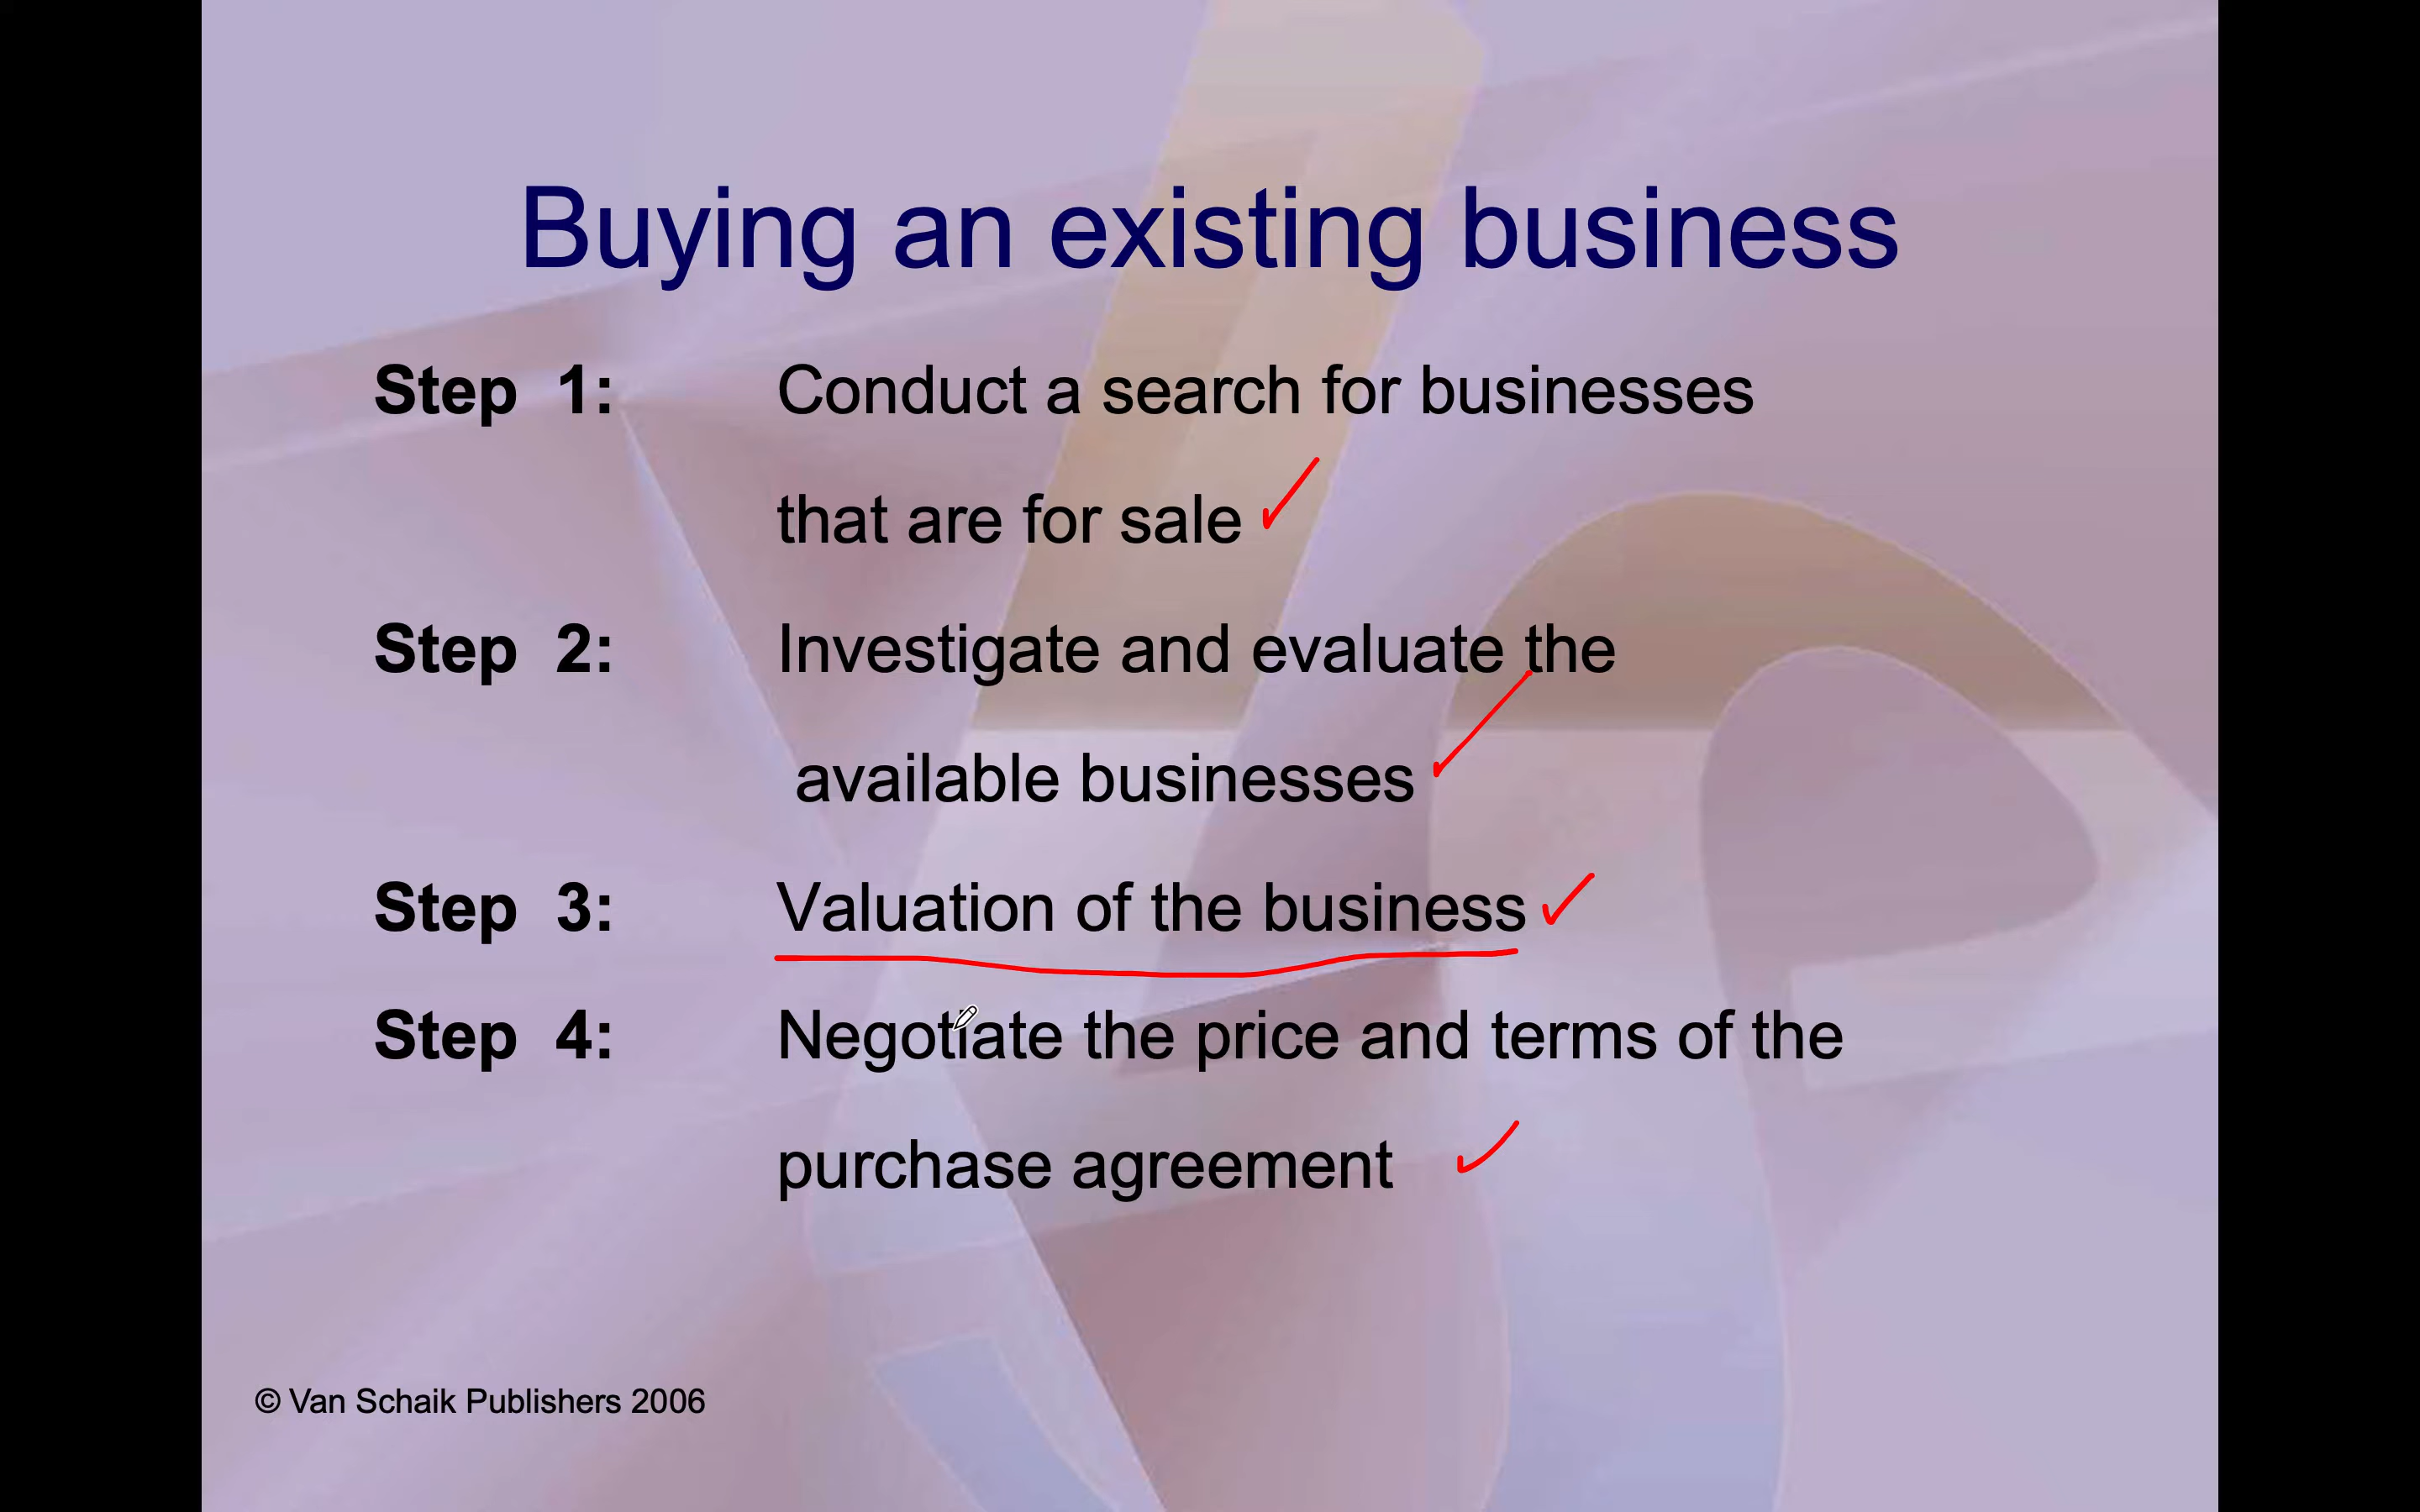 Buying an existing business
Step 1: Conduct a search for businesses
that are for sale
Step 2: Investigate and evaluate the
available businesses
Step 3: Valuation of the business
Step 4: Negotiate the price and terms of the
purchase agreement
© Van Schaik Publishers 2006